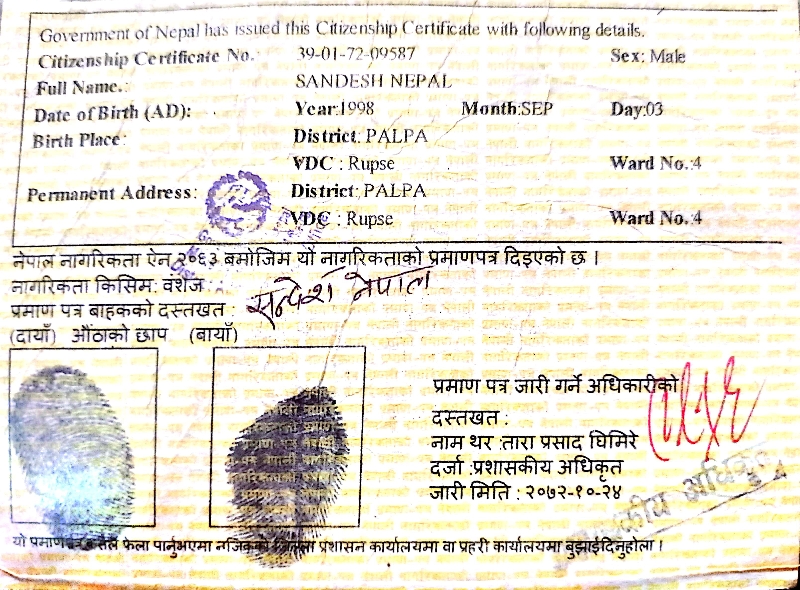 Government of Nepal has issued this Citizenship Certificate with following details.
Citizenship Certificate No. 39-01-72-09587 Sex: Male
Full Name.: SANDESH NEPAL
Date of Birth (AD): Year:1998 Month:SEP Day:03
Birth Place: District: PALPA
VDC : Rupse Ward No.:4
Permanent Address: District: PALPA
VDC : Rupse Ward No.:4
नेपाल नागरिकता ऐन २०६३ बमोजिम यो नागरिकताको प्रमाणपत्र दिइएको छ ।
नागरिकता किसिम: वंशज
प्रमाण पत्र बाहकको दस्तखत : सन्देश नेपाल
(दायाँ) औंठाको छाप (बायाँ)
प्रमाण पत्र जारी गर्ने अधिकारीको
दस्तखत :
नाम थर :तारा प्रसाद घिमिरे
दर्जा :प्रशासकीय अधिकृत
जारी मिति : २०७२-१०-२४
अधिकृत
यो प्रमाणपत्र कसैले फेला पार्नुभएमा नजिकको जिल्ला प्रशासन कार्यालयमा वा प्रहरी कार्यालयमा बुझाईदिनुहोला ।